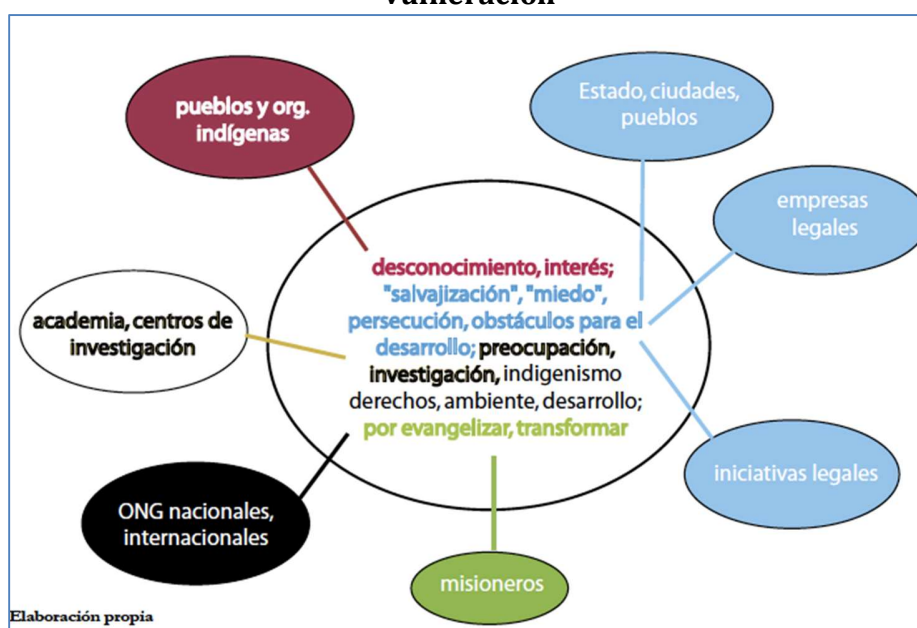 vulneración
pueblos y org.
indígenas
Estado, ciudades,
pueblos
empresas
legales
desconocimiento, interés;
"salvajización", "miedo",
persecución, obstáculos para el
desarrollo; preocupación,
investigación, indigenismo
derechos, ambiente, desarrollo;
por evangelizar, transformar
academia, centros de
investigación
iniciativas legales
ONG nacionales,
internacionales
misioneros
Elaboración propia